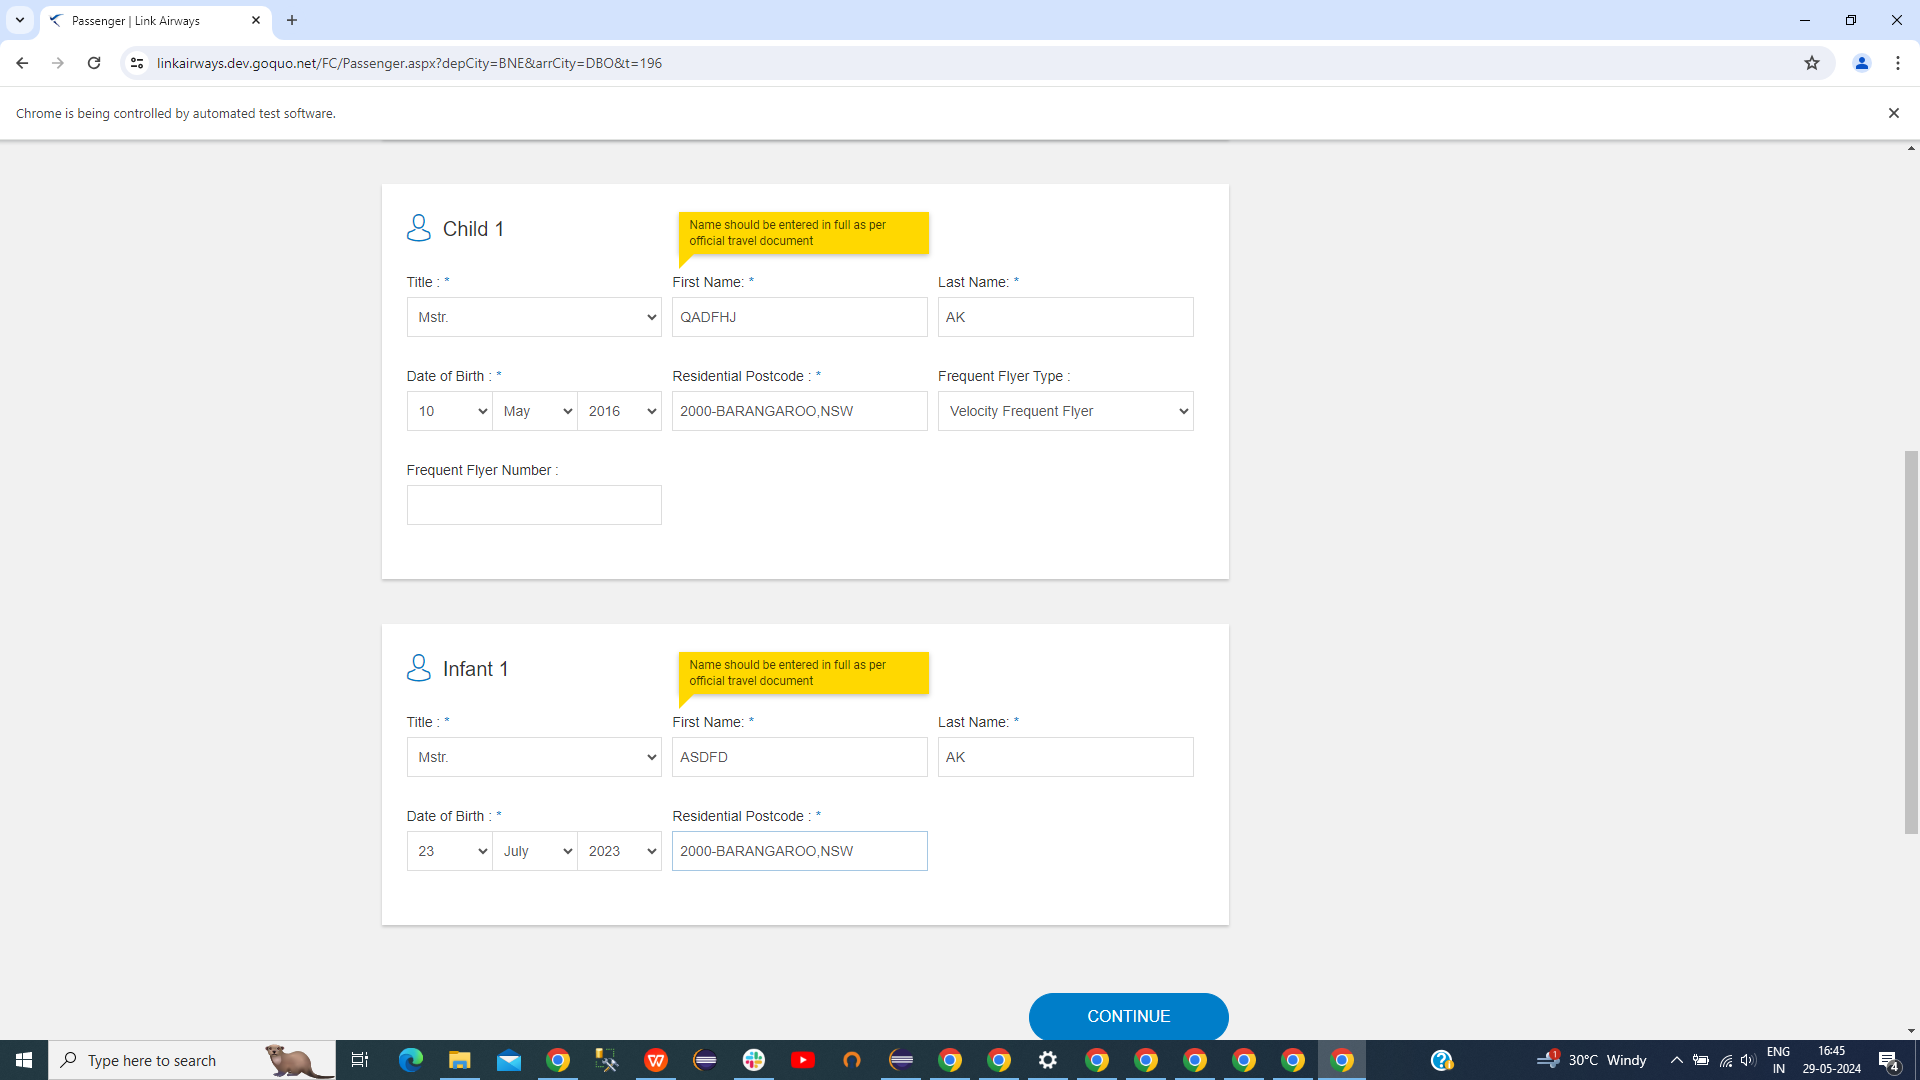 Passenger | Link Airways
linkairways.dev.goquo.net/FC/Passenger.aspx?depCity=BNE&arrCity=DBO&t=196
Chrome is being controlled by automated test software.
Child 1
Name should be entered in full as per
official travel document
Title : * First Name: * Last Name: *
Mstr. QADFHJ AK
Date of Birth : * Residential Postcode : * Frequent Flyer Type :
10 May 2016 2000-BARANGAROO,NSW Velocity Frequent Flyer
Frequent Flyer Number :
Infant 1
Name should be entered in full as per
official travel document
Title : * First Name: * Last Name: *
Mstr. ASDFD AK
Date of Birth : * Residential Postcode : *
23 July 2023 2000-BARANGAROO,NSW
CONTINUE
Type here to search
1
30°C Windy
ENG
IN
16:45
29-05-2024
4